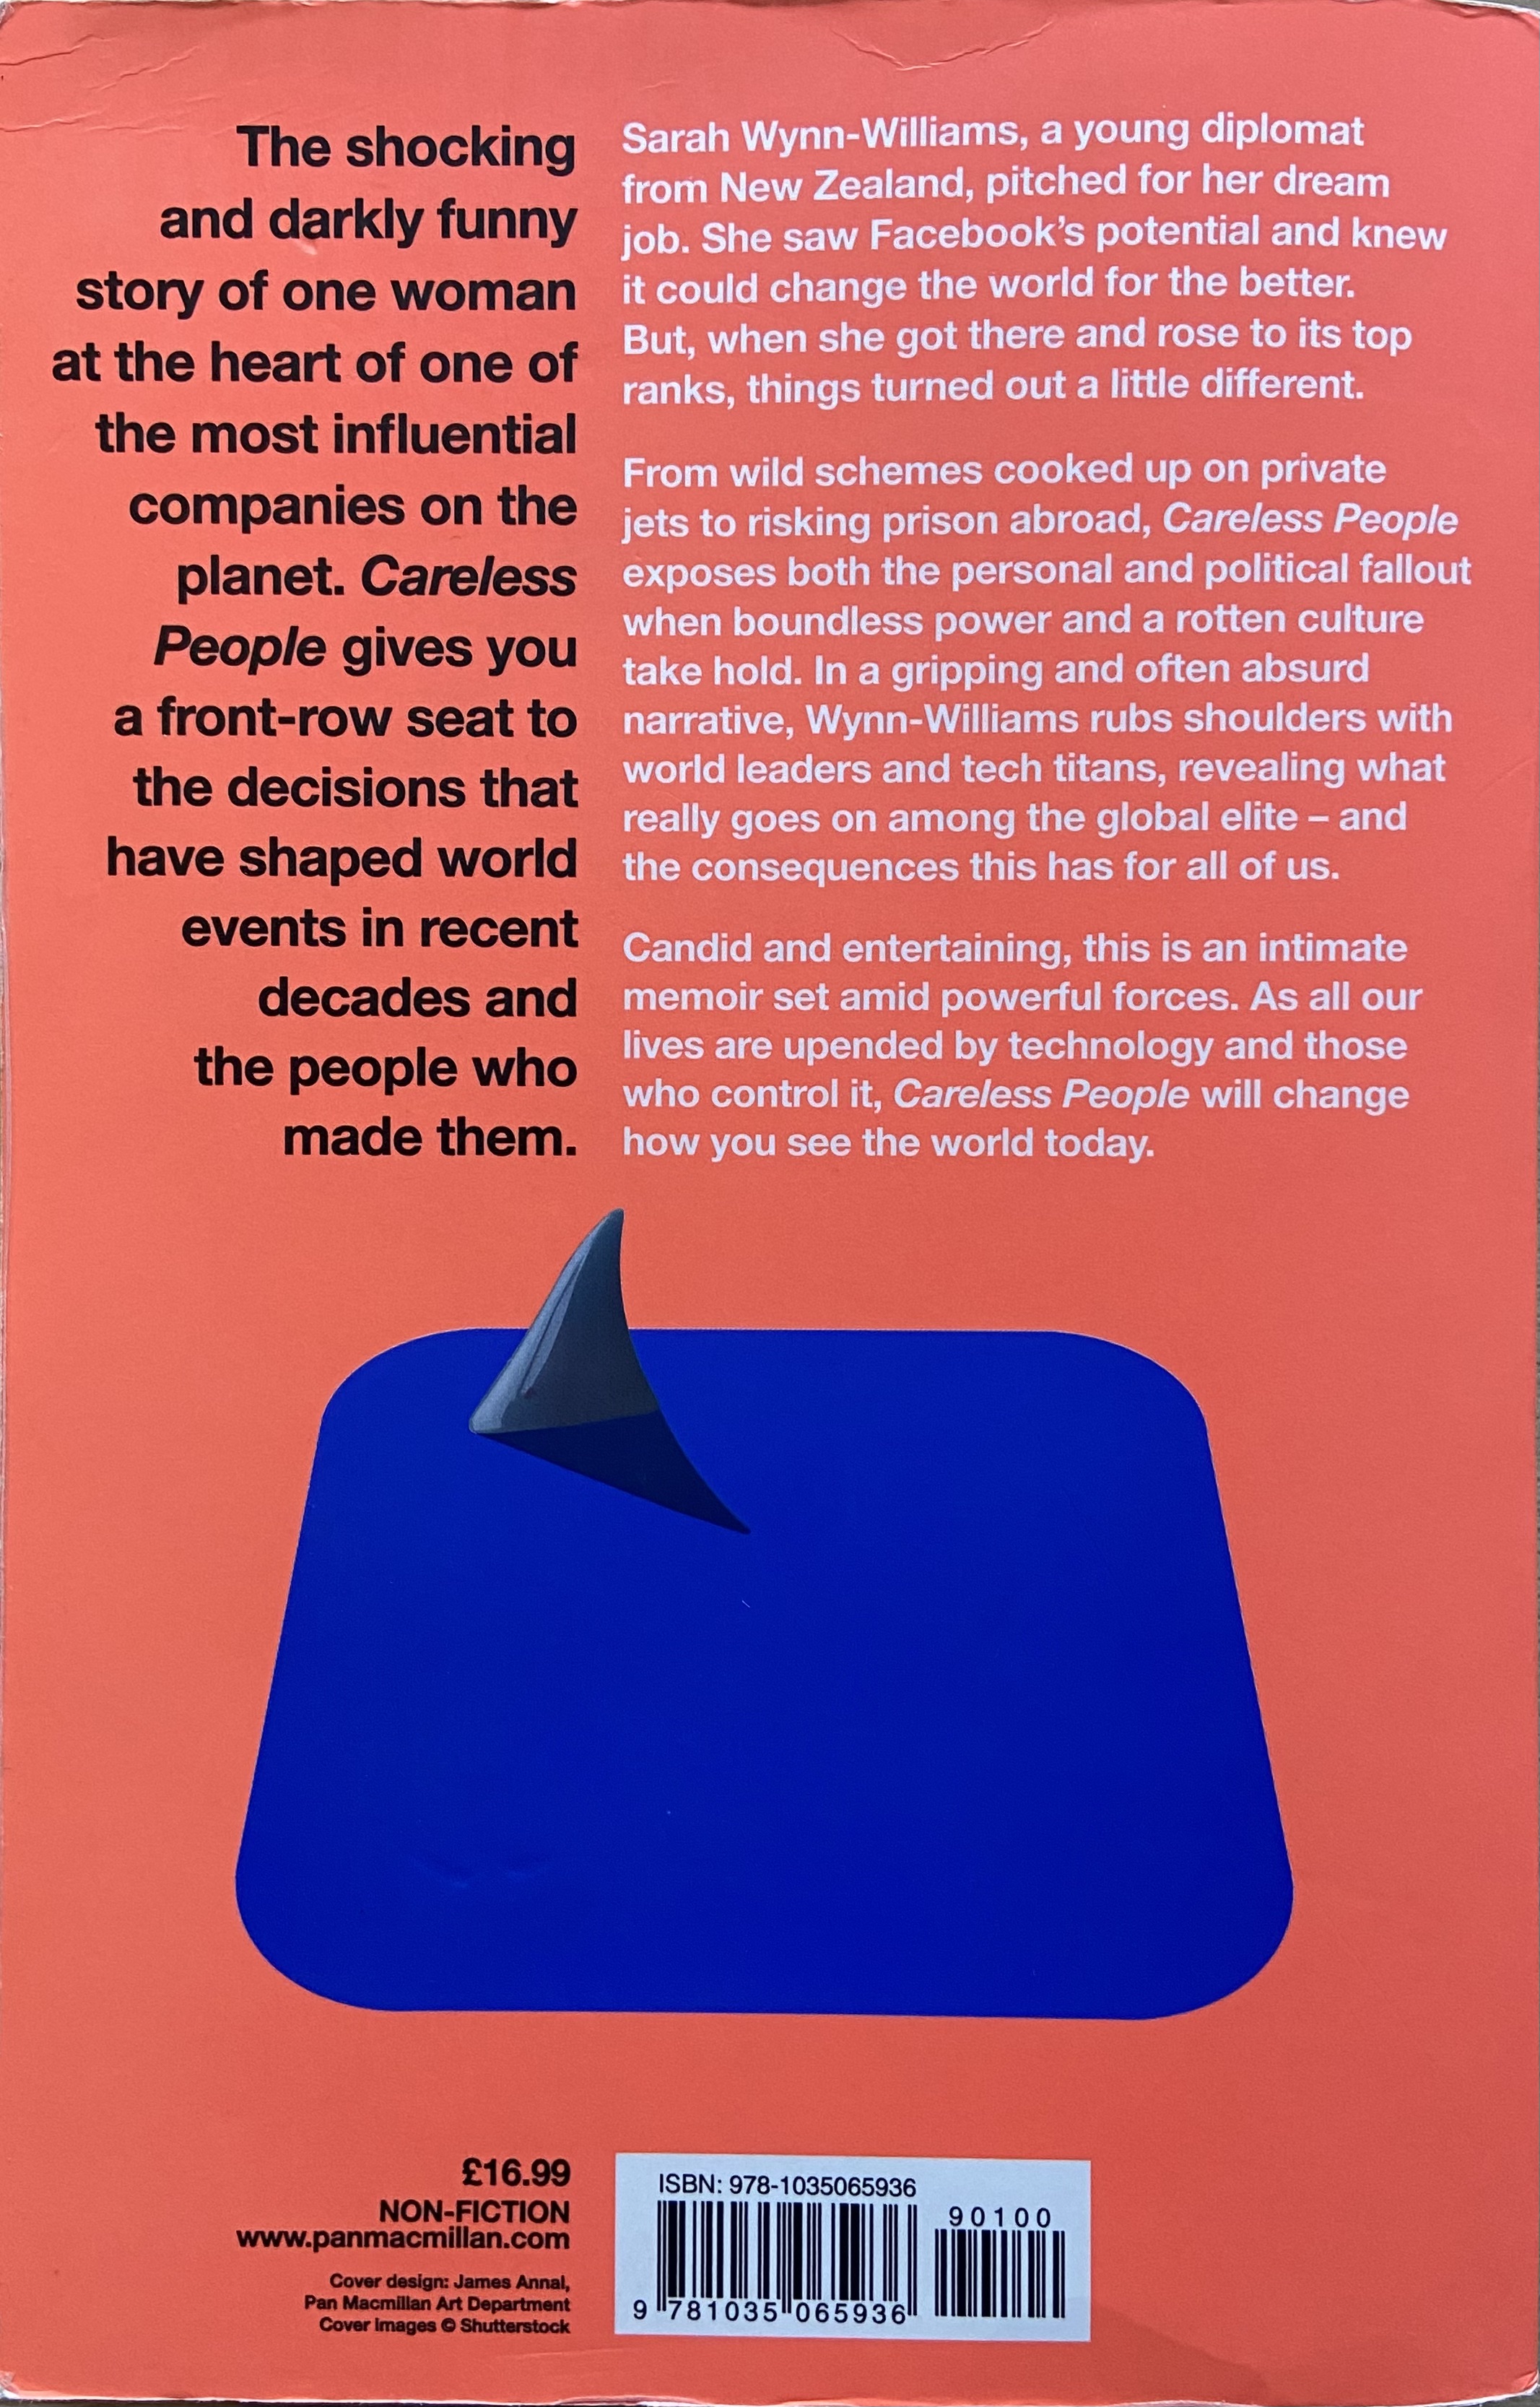 The shocking
and darkly funny
story of one woman
at the heart of one of
the most influential
companies on the
planet. Careless
People gives you
a front-row seat to
the decisions that
have shaped world
events in recent
decades and
the people who
made them.
Sarah Wynn-Williams, a young diplomat
from New Zealand, pitched for her dream
job. She saw Facebook’s potential and knew
it could change the world for the better.
But, when she got there and rose to its top
ranks, things turned out a little different.
From wild schemes cooked up on private
jets to risking prison abroad, Careless People
exposes both the personal and political fallout
when boundless power and a rotten culture
take hold. In a gripping and often absurd
narrative, Wynn-Williams rubs shoulders with
world leaders and tech titans, revealing what
really goes on among the global elite – and
the consequences this has for all of us.
Candid and entertaining, this is an intimate
memoir set amid powerful forces. As all our
lives are upended by technology and those
who control it, Careless People will change
how you see the world today.
£16.99
NON-FICTION
www.panmacmillan.com
Cover design: James Annal,
Pan Macmillan Art Department
Cover images © Shutterstock
ISBN: 978-1035065936
90100
9 781035 065936